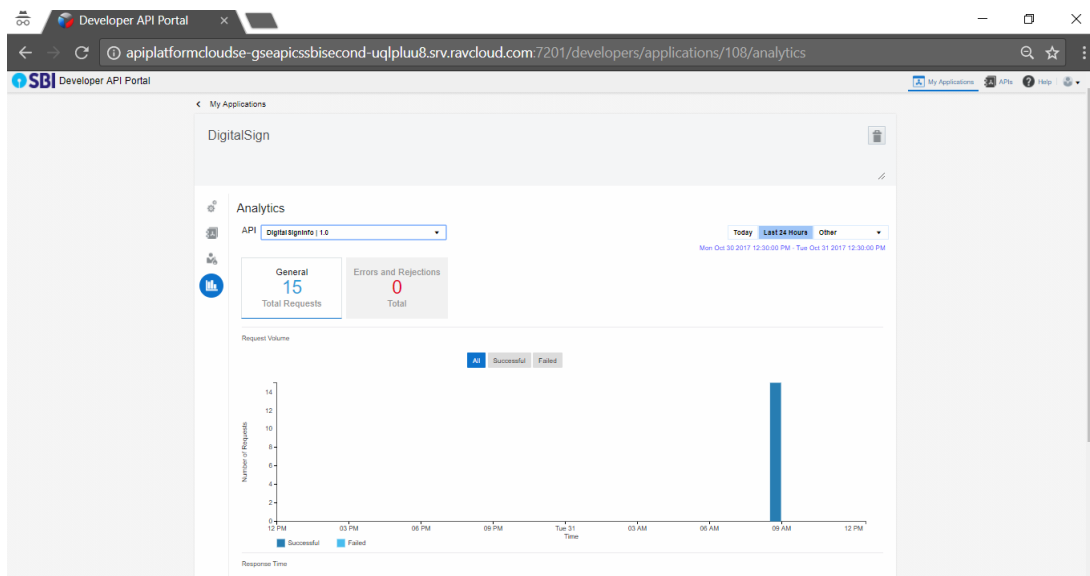 Developer API Portal
apiplatformcloudse-gseapicssbisecond-uqlpluu8.srv.ravcloud.com:7201/developers/applications/108/analytics
SBI Developer API Portal
My Applications
APIs
Help
My Applications
DigitalSign
Analytics
API DigitalSignInfo | 1.0
Today Last 24 Hours Other
Mon Oct 30 2017 12:30:00 PM - Tue Oct 31 2017 12:30:00 PM
General
15
Total Requests
Errors and Rejections
0
Total
Request Volume
All Successful Failed
Number of Requests
14
12
10
8
6
4
2
0
12 PM 03 PM 06 PM 09 PM Tue 31 03 AM 06 AM 09 AM 12 PM
Time
Successful Failed
Response Time